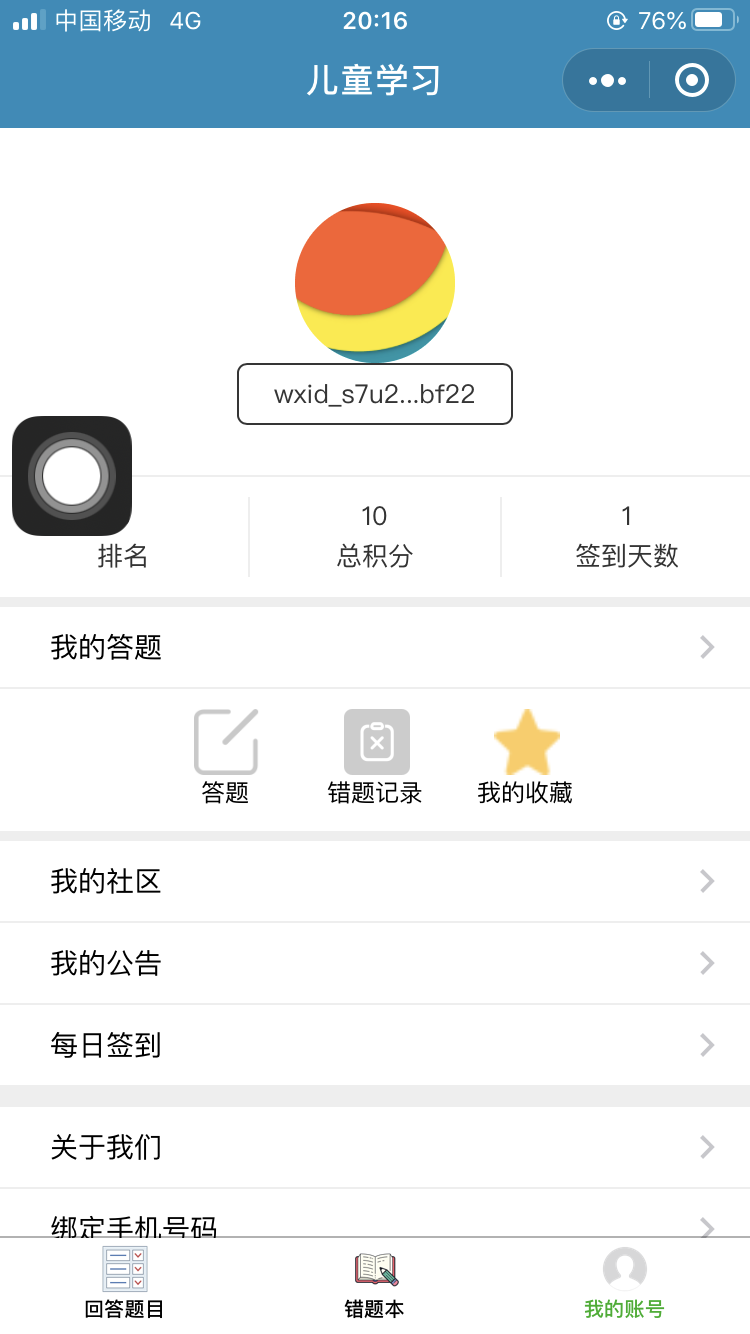 中国移动 4G 20:16 76%
儿童学习
wxid_s7u2...bf22
10 1
排名 总积分 签到天数
我的答题
答题 错题记录 我的收藏
我的社区
我的公告
每日签到
关于我们
绑定手机号码
回答题目 错题本 我的账号